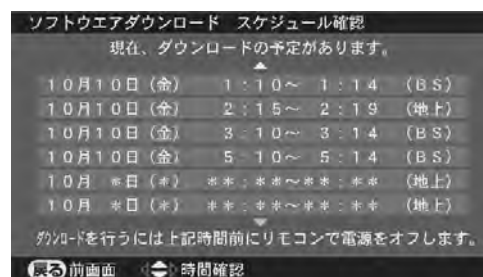 ソフトウエアダウンロード スケジュール確認
現在、ダウンロードの予定があります。
10月10日(金) 1:10～ 1:14 (BS)
10月10日(金) 2:15～ 2:19 (地上)
10月10日(金) 3:10～ 3:14 (BS)
10月10日(金) 5:10～ 5:14 (BS)
10月 *日(*) **:**～**:** (地上)
10月 *日(*) **:**～**:** (地上)
ダウンロードを行うには上記時間前にリモコンで電源をオフします。
戻る 前画面 時間確認